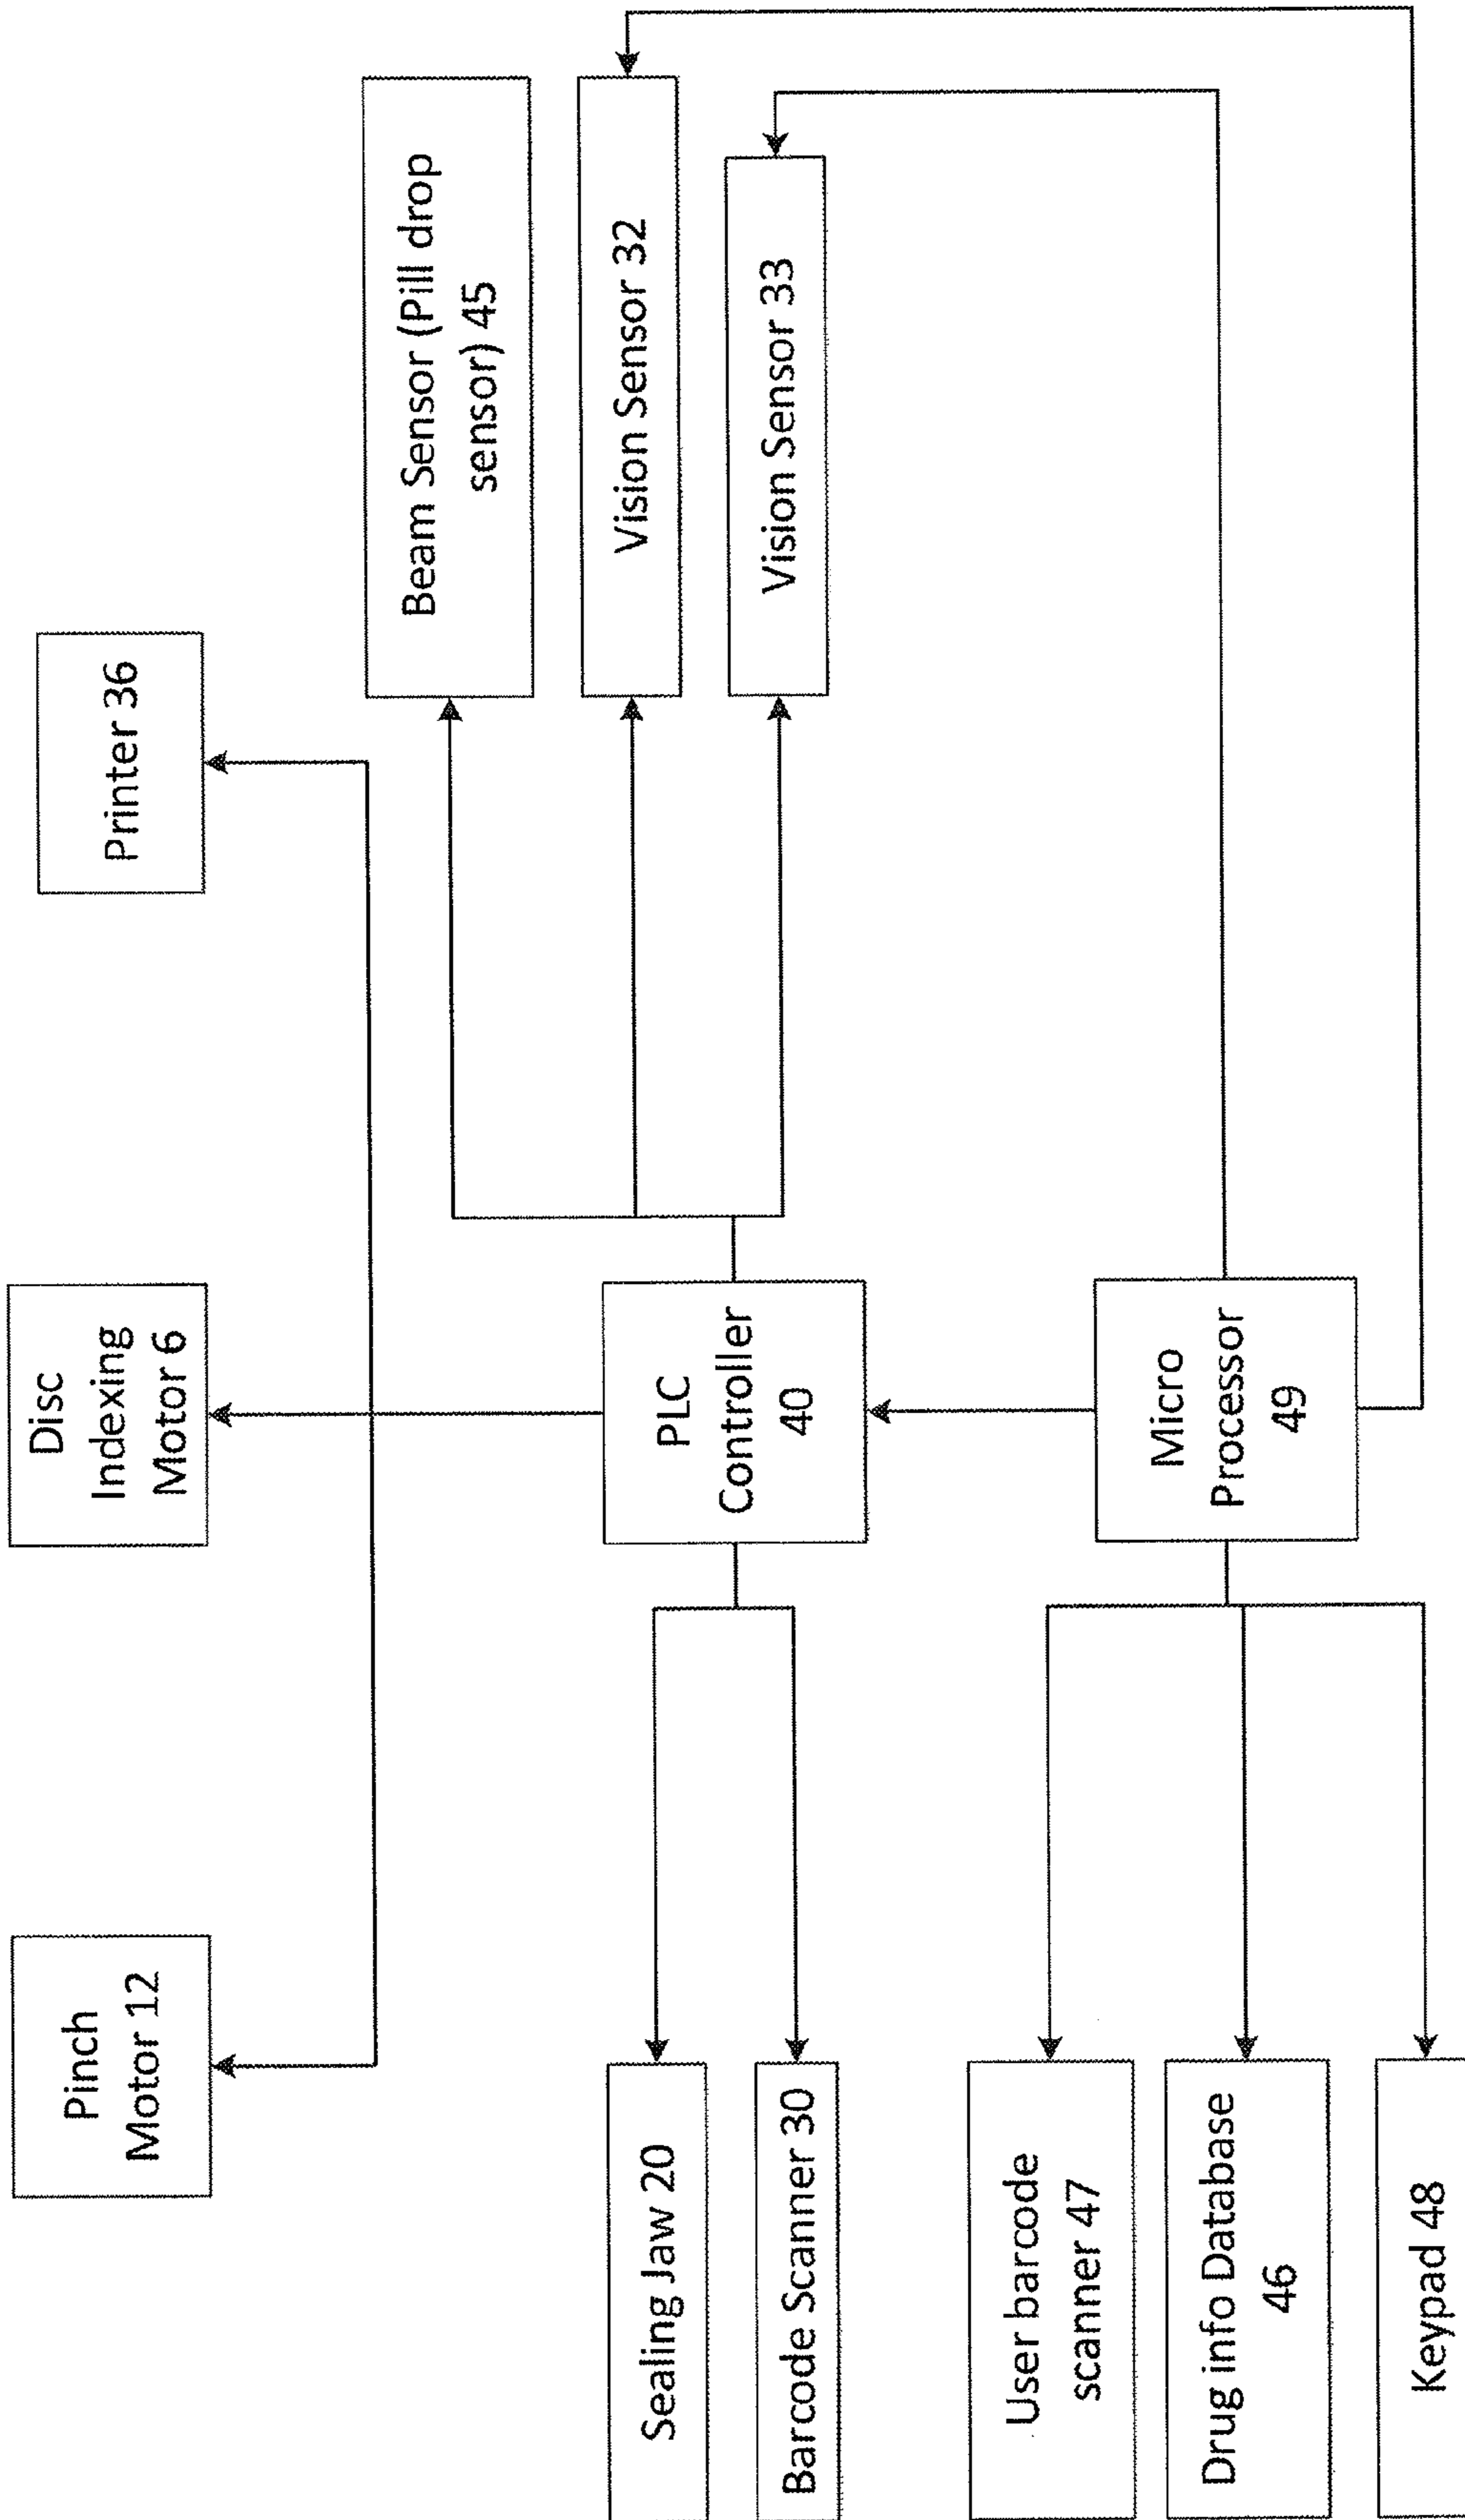 Pinch
Motor 12
Disc
Indexing
Motor 6
Printer 36
Beam Sensor (Pill drop
sensor) 45
Sealing Jaw 20
PLC
Controller
40
Vision Sensor 32
Barcode Scanner 30
Vision Sensor 33
User barcode
scanner 47
Micro
Processor
49
Drug info Database
46
Keypad 48